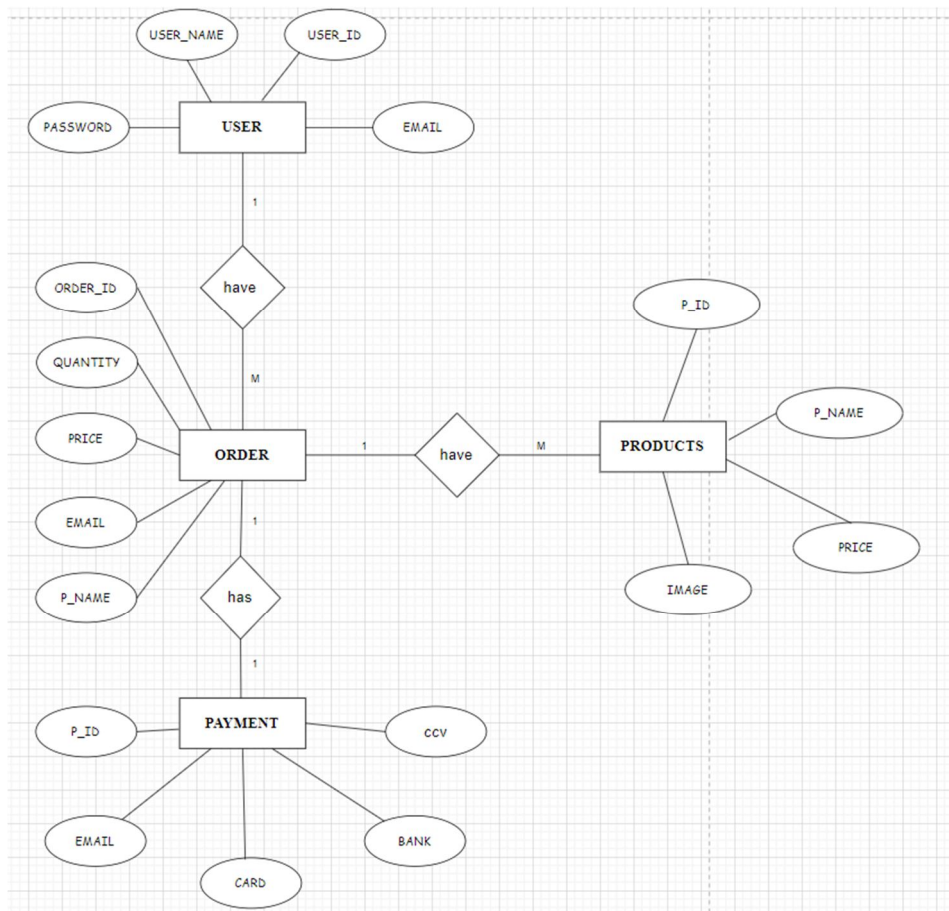 USER_NAME
USER_ID
PASSWORD
USER
EMAIL
1
have
ORDER_ID
P_ID
QUANTITY
M
P_NAME
PRICE
ORDER
1
have
M
PRODUCTS
EMAIL
1
PRICE
P_NAME
has
IMAGE
1
P_ID
PAYMENT
CCV
EMAIL
BANK
CARD